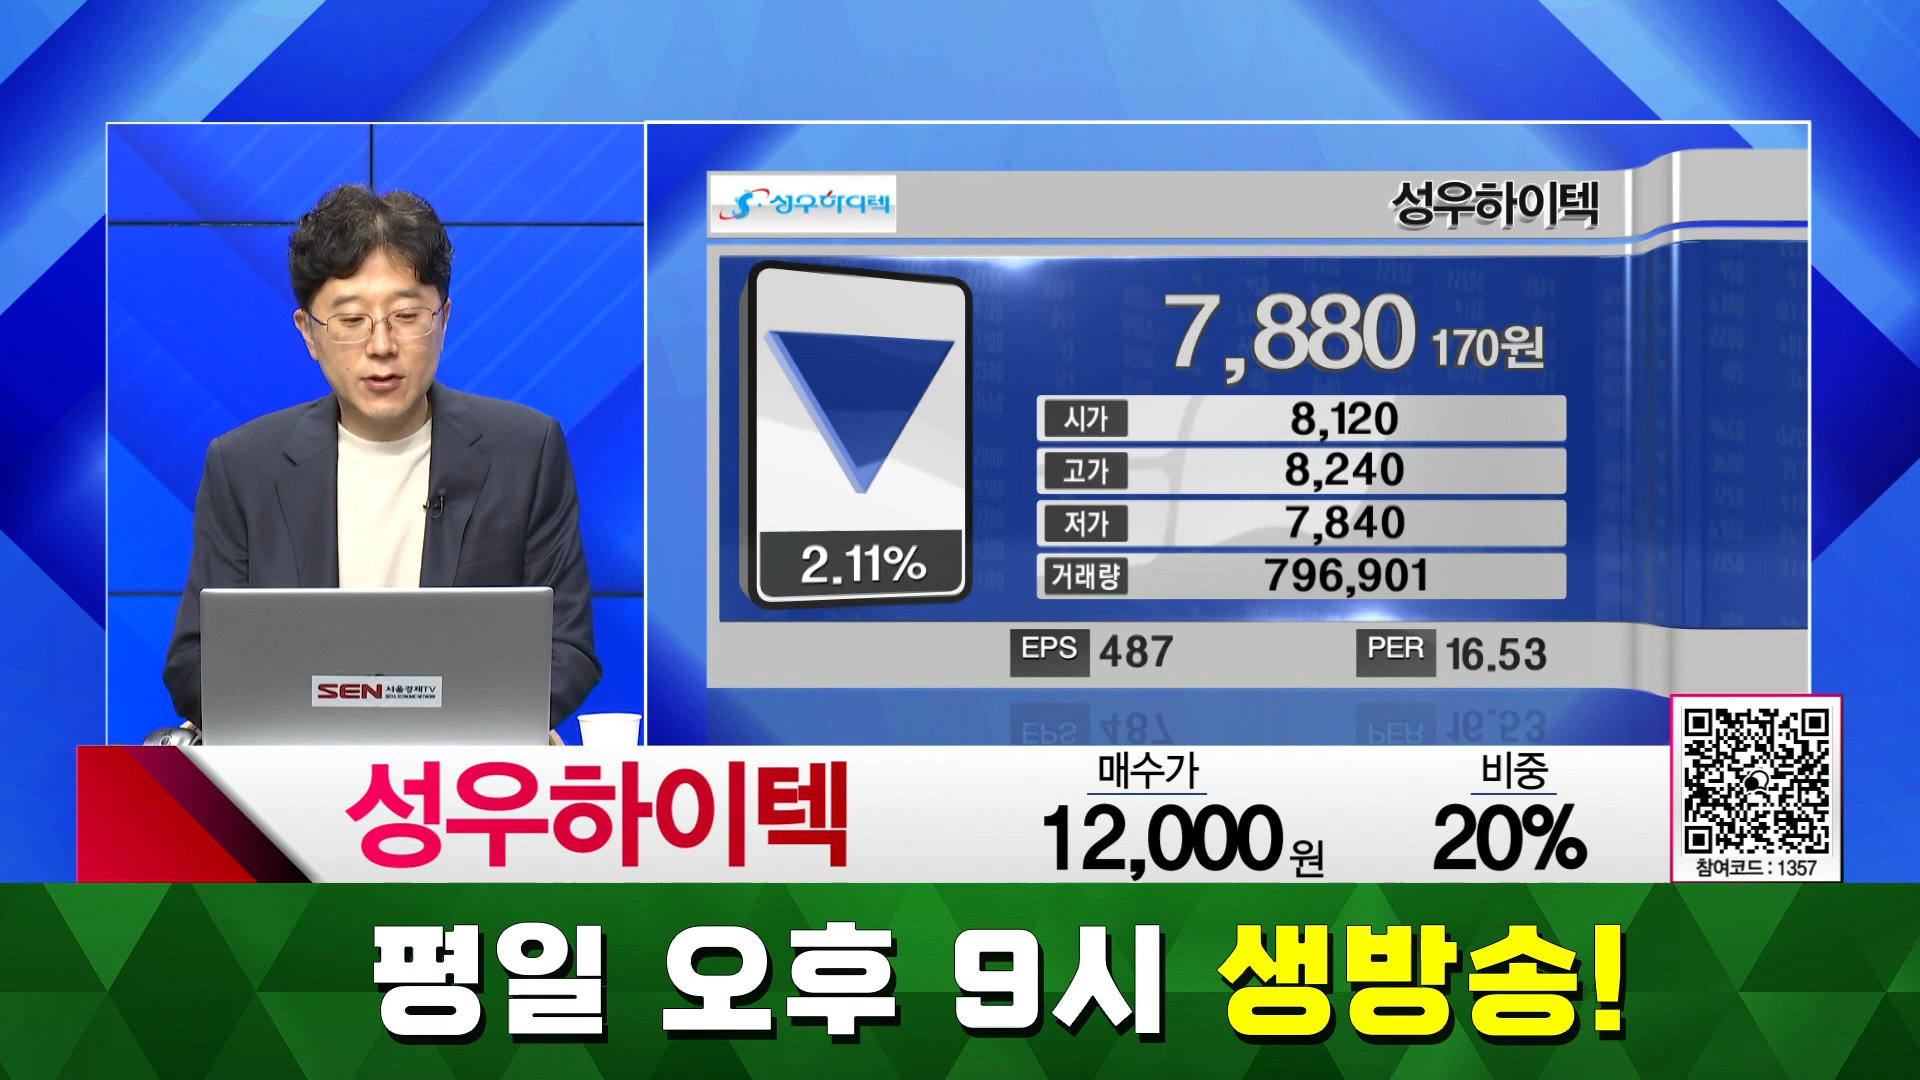 성우하이텍
성우하이텍
7,880 170원
시가 8,120
고가 8,240
저가 7,840
거래량 796,901
2.11%
EPS 487
PER 16.53
SEN 서울경제TV
성우하이텍
매수가
12,000원
비중
20%
참여코드 : 1357
평일 오후 9시 생방송!